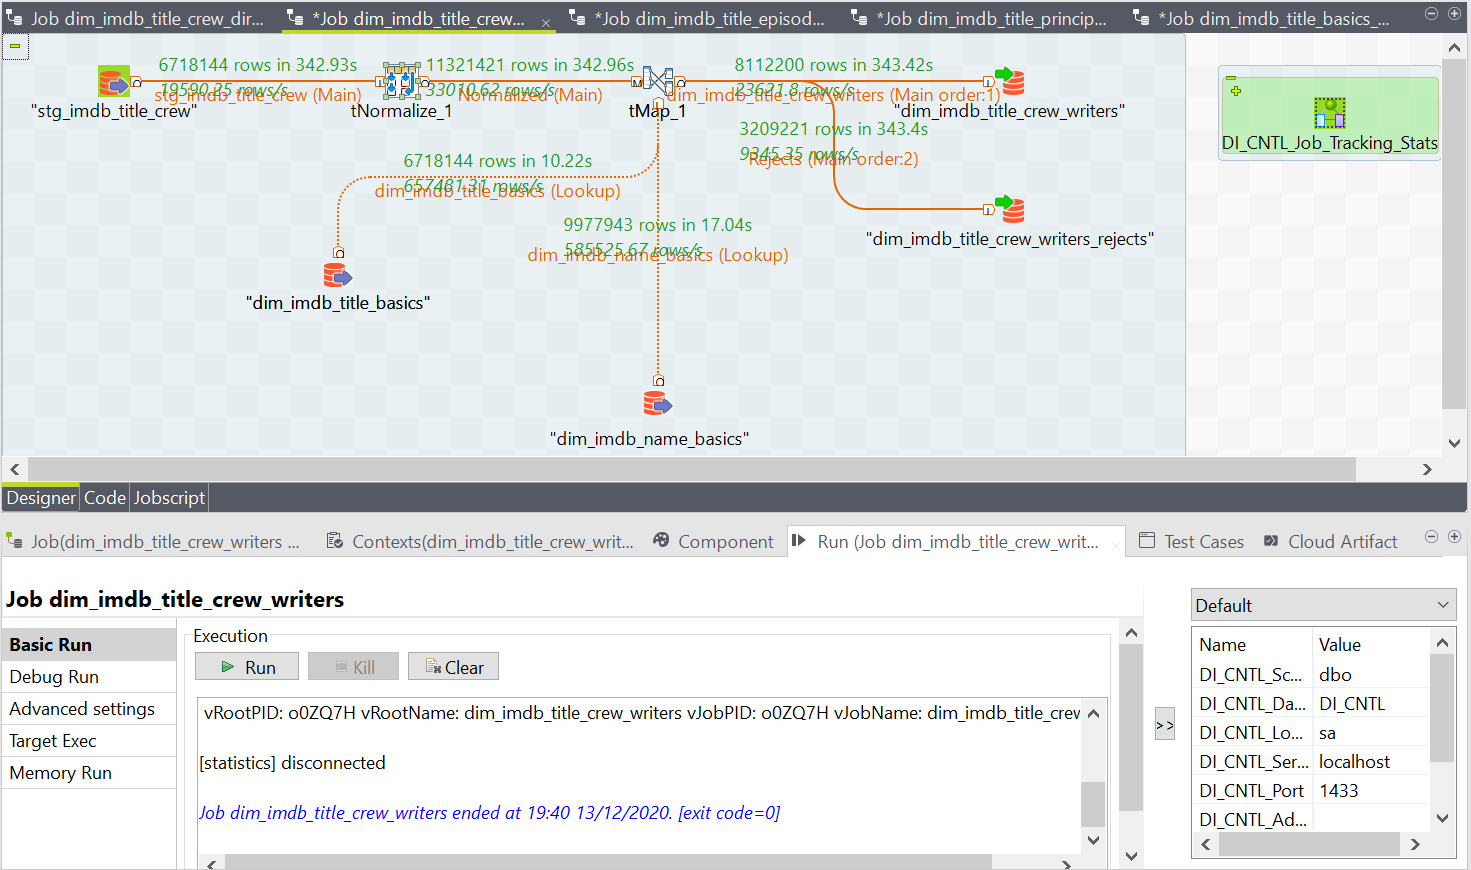 Job dim_imdb_title_crew_dir...
*Job dim_imdb_title_crew...
*Job dim_imdb_title_episod...
*Job dim_imdb_title_princip...
*Job dim_imdb_title_basics_...
6718144 rows in 342.93s
19590.25 rows/s
stg_imdb_title_crew (Main)
"stg_imdb_title_crew"
11321421 rows in 342.96s
33010.62 rows/s
Normalized (Main)
tNormalize_1
tMap_1
8112200 rows in 343.42s
23621.8 rows/s
dim_imdb_title_crew_writers (Main order:1)
"dim_imdb_title_crew_writers"
3209221 rows in 343.4s
9345.35 rows/s
Rejects (Main order:2)
"dim_imdb_title_crew_writers_rejects"
6718144 rows in 10.22s
657481.31 rows/s
dim_imdb_title_basics (Lookup)
"dim_imdb_title_basics"
9977943 rows in 17.04s
585525.67 rows/s
dim_imdb_name_basics (Lookup)
"dim_imdb_name_basics"
DI_CNTL_Job_Tracking_Stats
Designer Code Jobscript
Job(dim_imdb_title_crew_writers ...
Contexts(dim_imdb_title_crew_writ...
Component
Run (Job dim_imdb_title_crew_writ...
Test Cases
Cloud Artifact
Job dim_imdb_title_crew_writers
Basic Run
Debug Run
Advanced settings
Target Exec
Memory Run
Execution
Run Kill Clear
vRootPID: o0ZQ7H vRootName: dim_imdb_title_crew_writers vJobPID: o0ZQ7H vJobName: dim_imdb_title_crew
[statistics] disconnected
Job dim_imdb_title_crew_writers ended at 19:40 13/12/2020. [exit code=0]
>>
Default
Name Value
DI_CNTL_Sc... dbo
DI_CNTL_Da... DI_CNTL
DI_CNTL_Lo... sa
DI_CNTL_Ser... localhost
DI_CNTL_Port 1433
DI_CNTL_Ad...